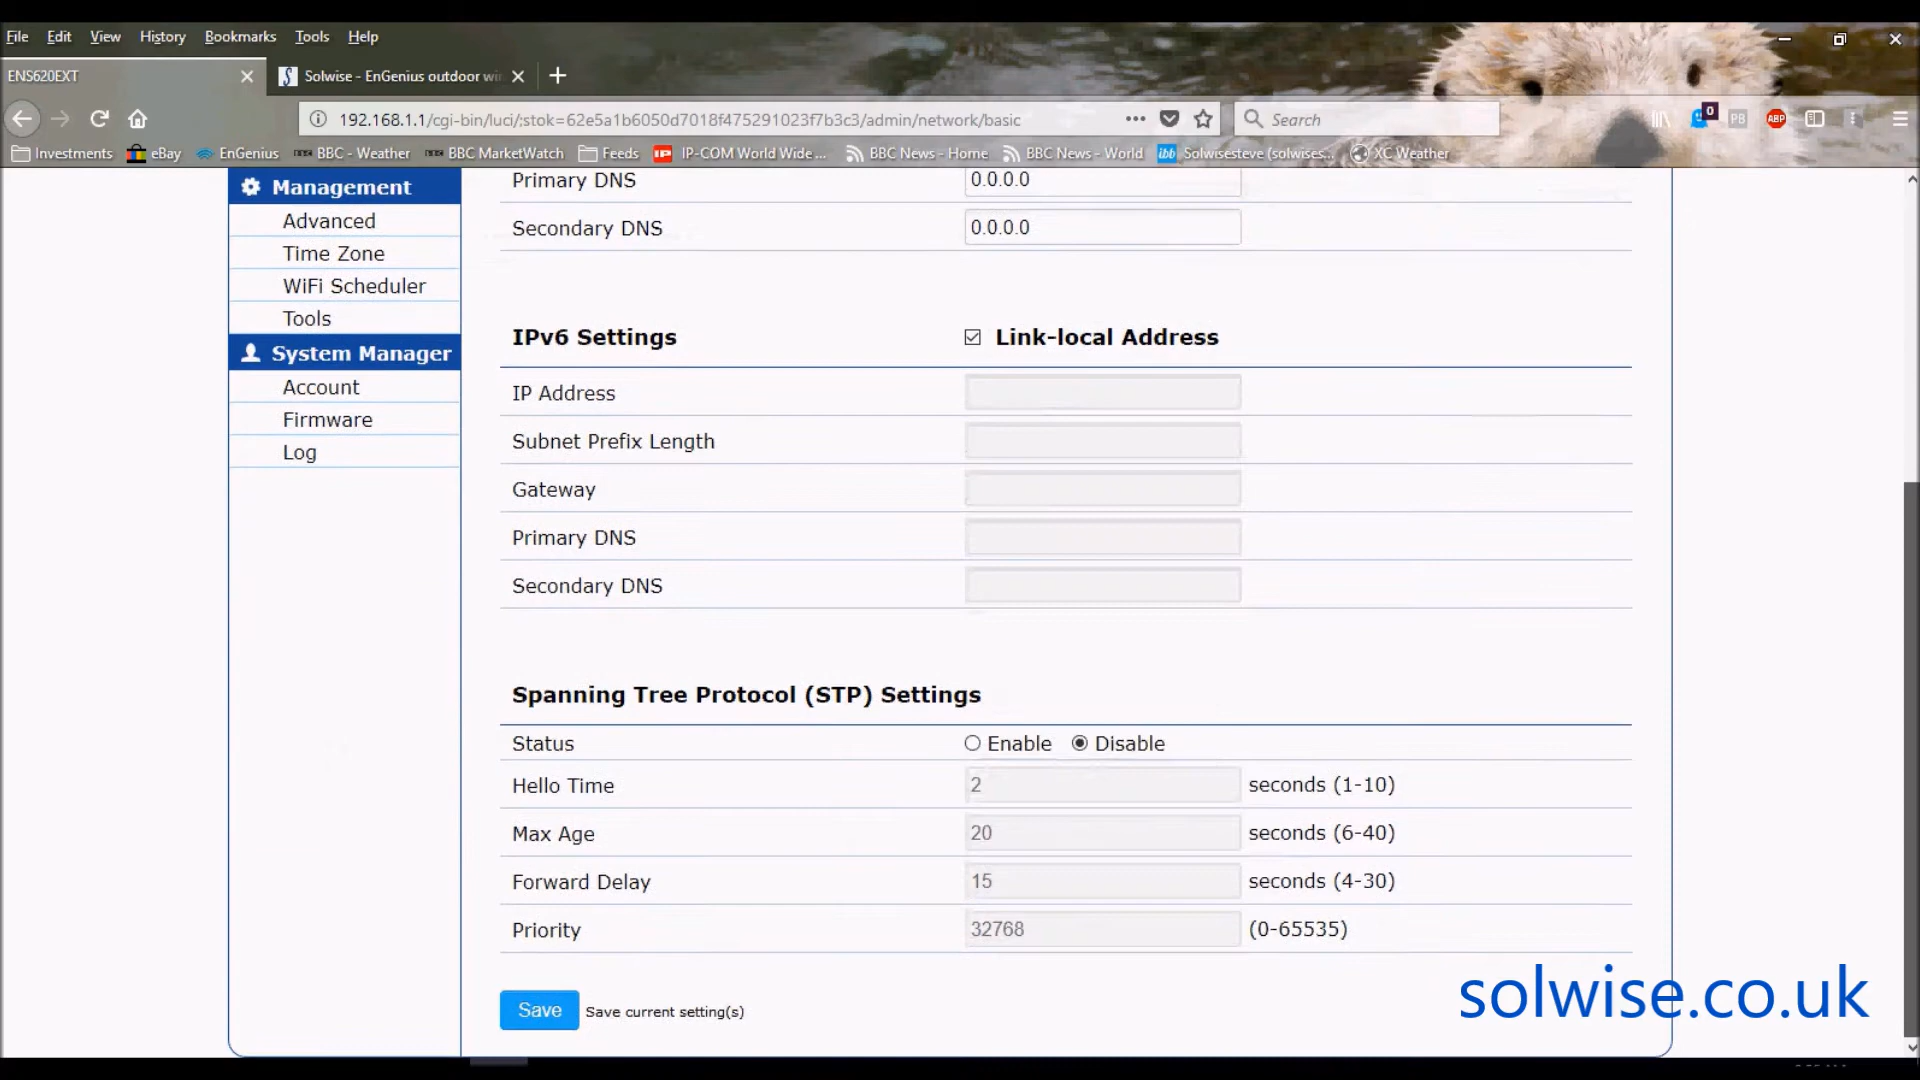 File Edit View History Bookmarks Tools Help
ENS620EXT Solwise - EnGenius outdoor wi
192.168.1.1/cgi-bin/luci/;stok=62e5a1b6050d7018f475291023f7b3c3/admin/network/basic Search 0 PB ABP
Investments eBay EnGenius BBC - Weather BBC MarketWatch Feeds IP IP-COM World Wide ... BBC News - Home BBC News - World ibb Solwisesteve (solwises... XC Weather
Management
Advanced
Time Zone
WiFi Scheduler
Tools
System Manager
Account
Firmware
Log
Primary DNS 0.0.0.0
Secondary DNS 0.0.0.0
IPv6 Settings Link-local Address
IP Address
Subnet Prefix Length
Gateway
Primary DNS
Secondary DNS
Spanning Tree Protocol (STP) Settings
Status Enable Disable
Hello Time 2 seconds (1-10)
Max Age 20 seconds (6-40)
Forward Delay 15 seconds (4-30)
Priority 32768 (0-65535)
Save Save current setting(s)
solwise.co.uk